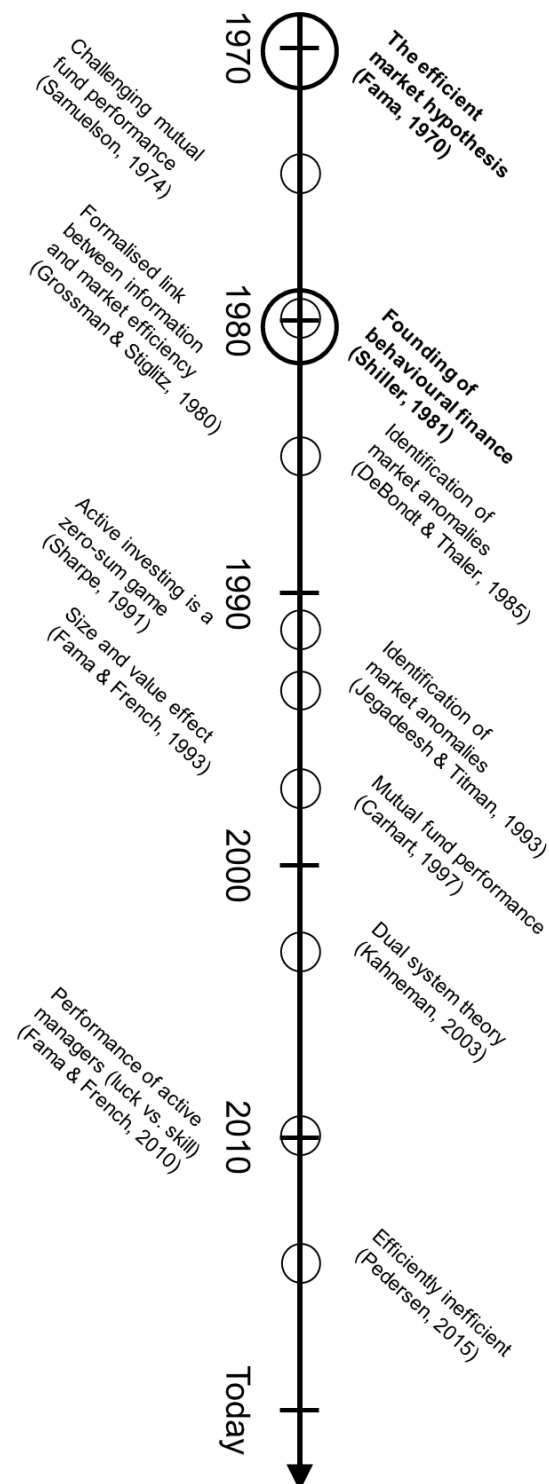 1970
The efficient
market hypothesis
(Fama, 1970)
Challenging mutual
fund performance
(Samuelson, 1974)
Formalised link
between information
and market efficiency
(Grossman & Stiglitz, 1980)
1980
Founding of
behavioural finance
(Shiller, 1981)
Identification of
market anomalies
(DeBondt & Thaler, 1985)
1990
Active investing is a
zero-sum game
(Sharpe, 1991)
Size and value effect
(Fama & French, 1993)
Identification of
market anomalies
(Jegadeesh & Titman, 1993)
Mutual fund performance
(Carhart, 1997)
2000
Dual system theory
(Kahneman, 2003)
Performance of active
managers (luck vs. skill)
(Fama & French, 2010)
2010
Efficiently inefficient
(Pedersen, 2015)
Today